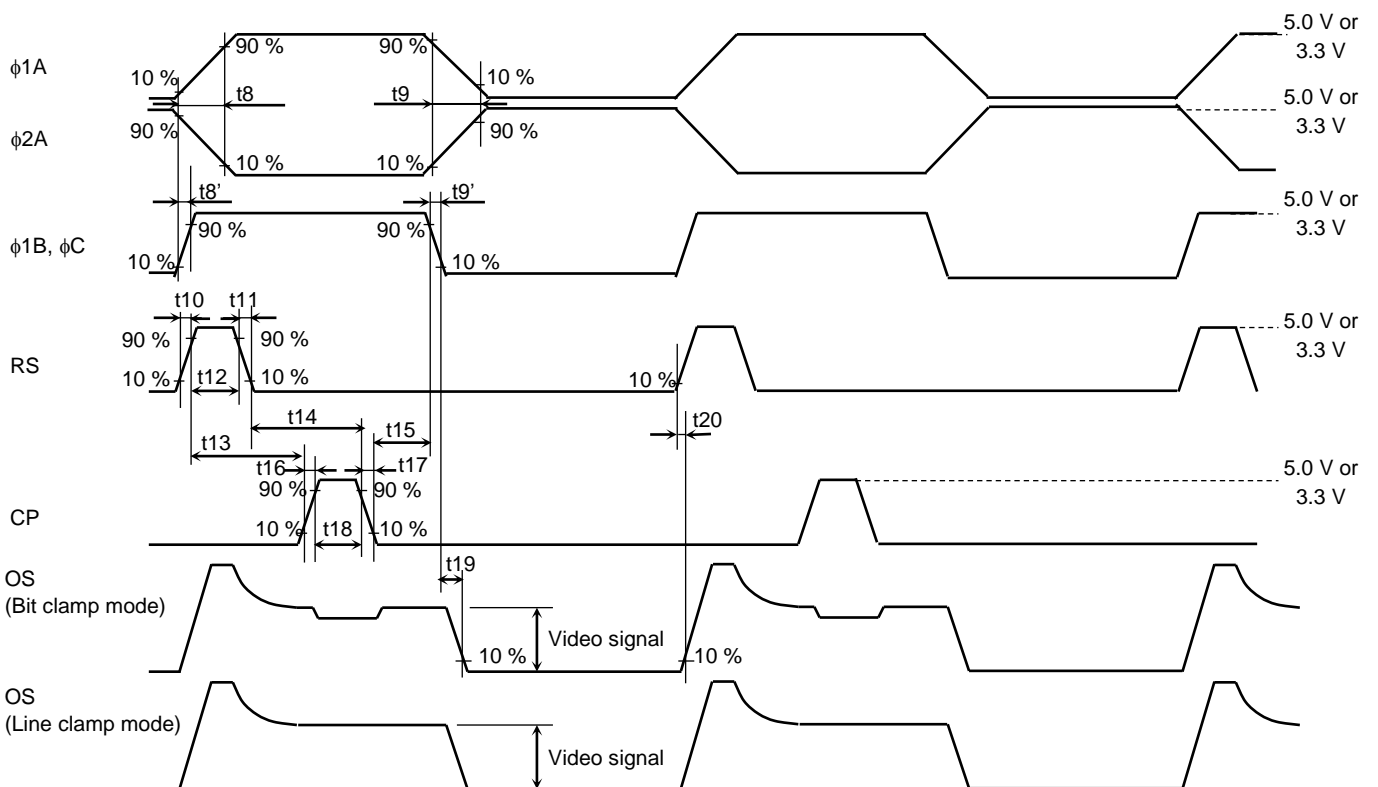 5.0 V or
3.3 V
90 %
90 %
ϕ1A
10 %
10 %
t8
t9
5.0 V or
3.3 V
90 %
90 %
ϕ2A
10 %
10 %
t8’
t9’
5.0 V or
3.3 V
90 %
90 %
ϕ1B, ϕC
10 %
10 %
t10
t11
5.0 V or
3.3 V
90 %
90 %
RS
10 %
t12
10 %
10 %
t14
t20
t13
t15
t16
t17
5.0 V or
3.3 V
90 %
90 %
CP
10 %
t18
10 %
t19
OS
(Bit clamp mode)
Video signal
10 %
10 %
OS
(Line clamp mode)
Video signal